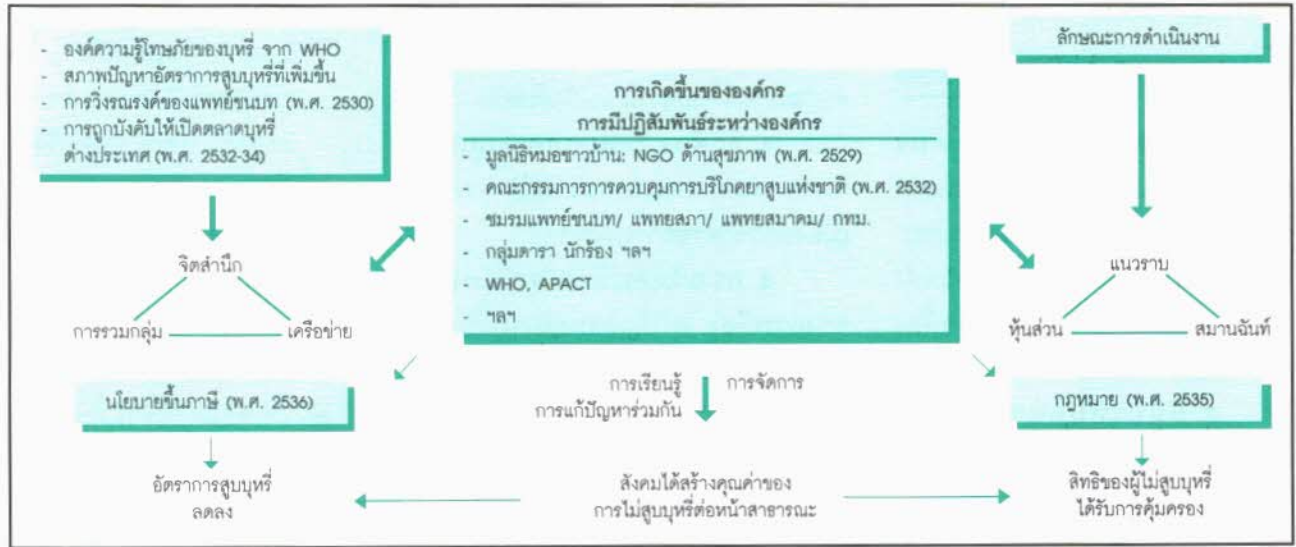 - องค์ความรู้โทษภัยของบุหรี่ จาก WHO
- สภาพปัญหาอัตราการสูบบุหรี่ที่เพิ่มขึ้น
- การวิ่งรณรงค์ของแพทย์ชนบท (พ.ศ. 2530)
- การถูกบังคับให้เปิดตลาดบุหรี่
ต่างประเทศ (พ.ศ. 2532-34)
จิตสำนึก
การรวมกลุ่ม
เครือข่าย
นโยบายขึ้นภาษี (พ.ศ. 2536)
อัตราการสูบบุหรี่
ลดลง
การเกิดขึ้นขององค์กร
การมีปฏิสัมพันธ์ระหว่างองค์กร
- มูลนิธิหมอชาวบ้าน: NGO ด้านสุขภาพ (พ.ศ. 2529)
- คณะกรรมการการควบคุมการบริโภคยาสูบแห่งชาติ (พ.ศ. 2532)
- ชมรมแพทย์ชนบท/ แพทยสภา/ แพทยสมาคม/ กทม.
- กลุ่มดารา นักร้อง ฯลฯ
- WHO, APACT
- ฯลฯ
การเรียนรู้
การแก้ปัญหาร่วมกัน
การจัดการ
สังคมได้สร้างคุณค่าของ
การไม่สูบบุหรี่ต่อหน้าสาธารณะ
ลักษณะการดำเนินงาน
แนวราบ
หุ้นส่วน
สมานฉันท์
กฎหมาย (พ.ศ. 2535)
สิทธิของผู้ไม่สูบบุหรี่
ได้รับการคุ้มครอง